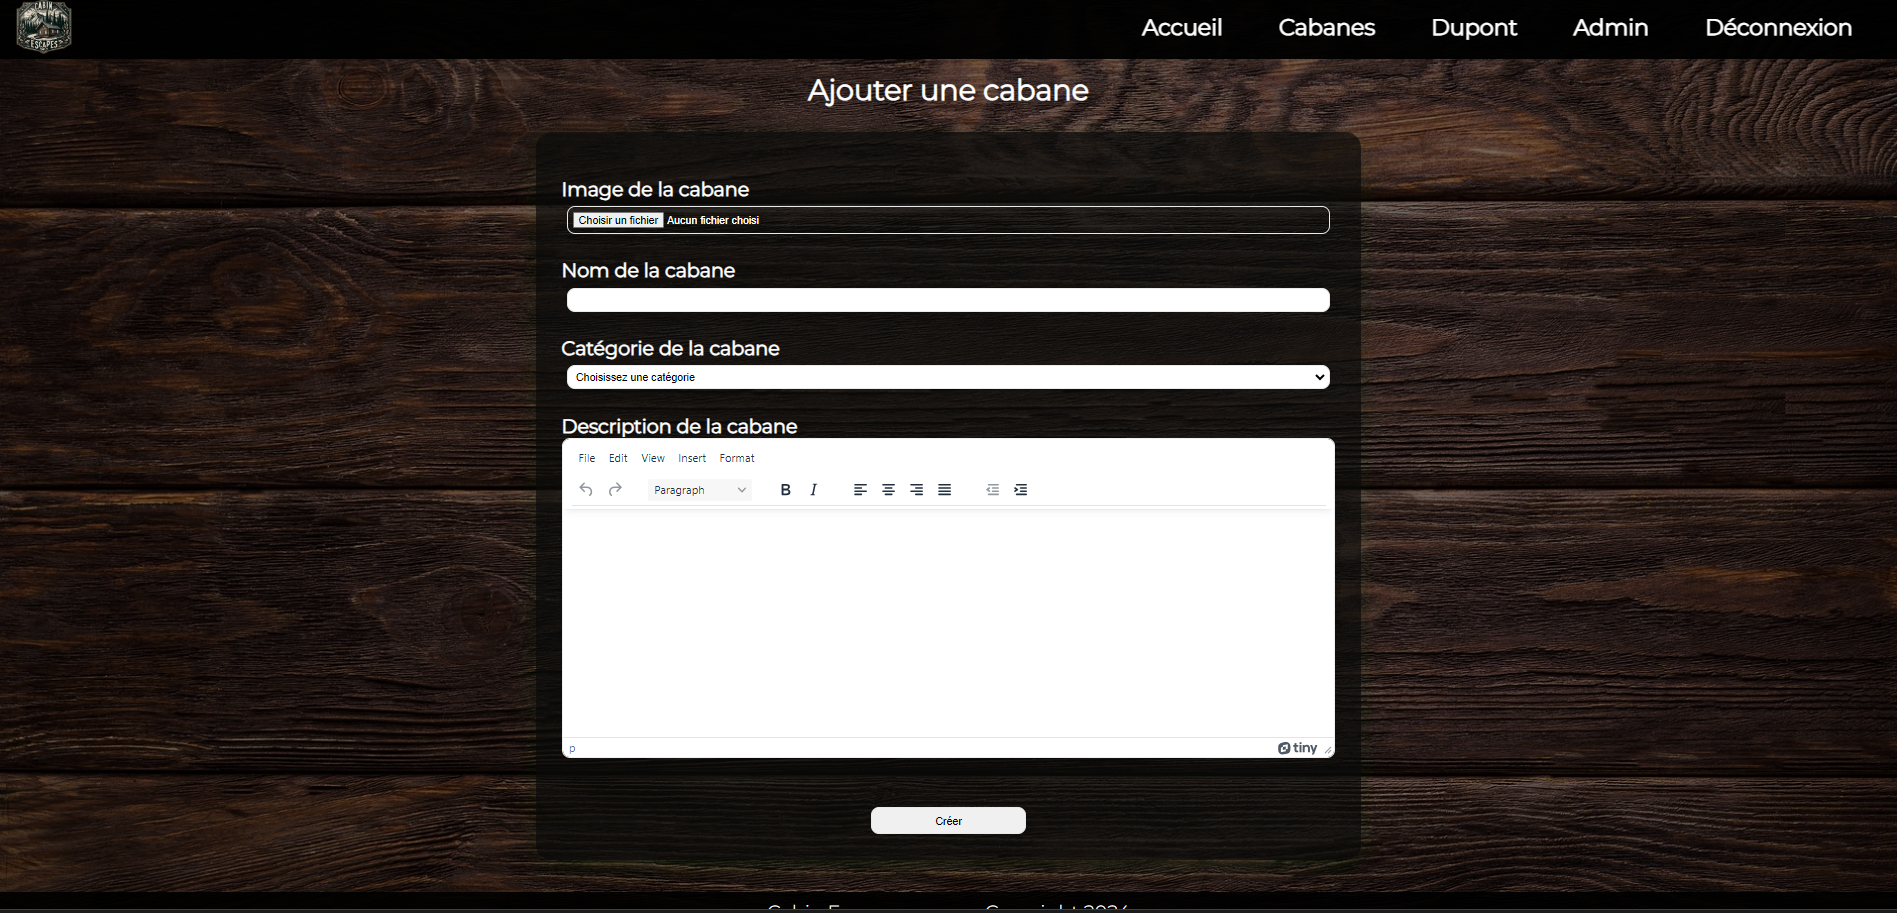 CABIN
ESCAPES
Accueil Cabanes Dupont Admin Déconnexion
Ajouter une cabane
Image de la cabane
Choisir un fichier Aucun fichier choisi
Nom de la cabane
Catégorie de la cabane
Choisissez une catégorie
Description de la cabane
File Edit View Insert Format
Paragraph B I
p tiny
Créer